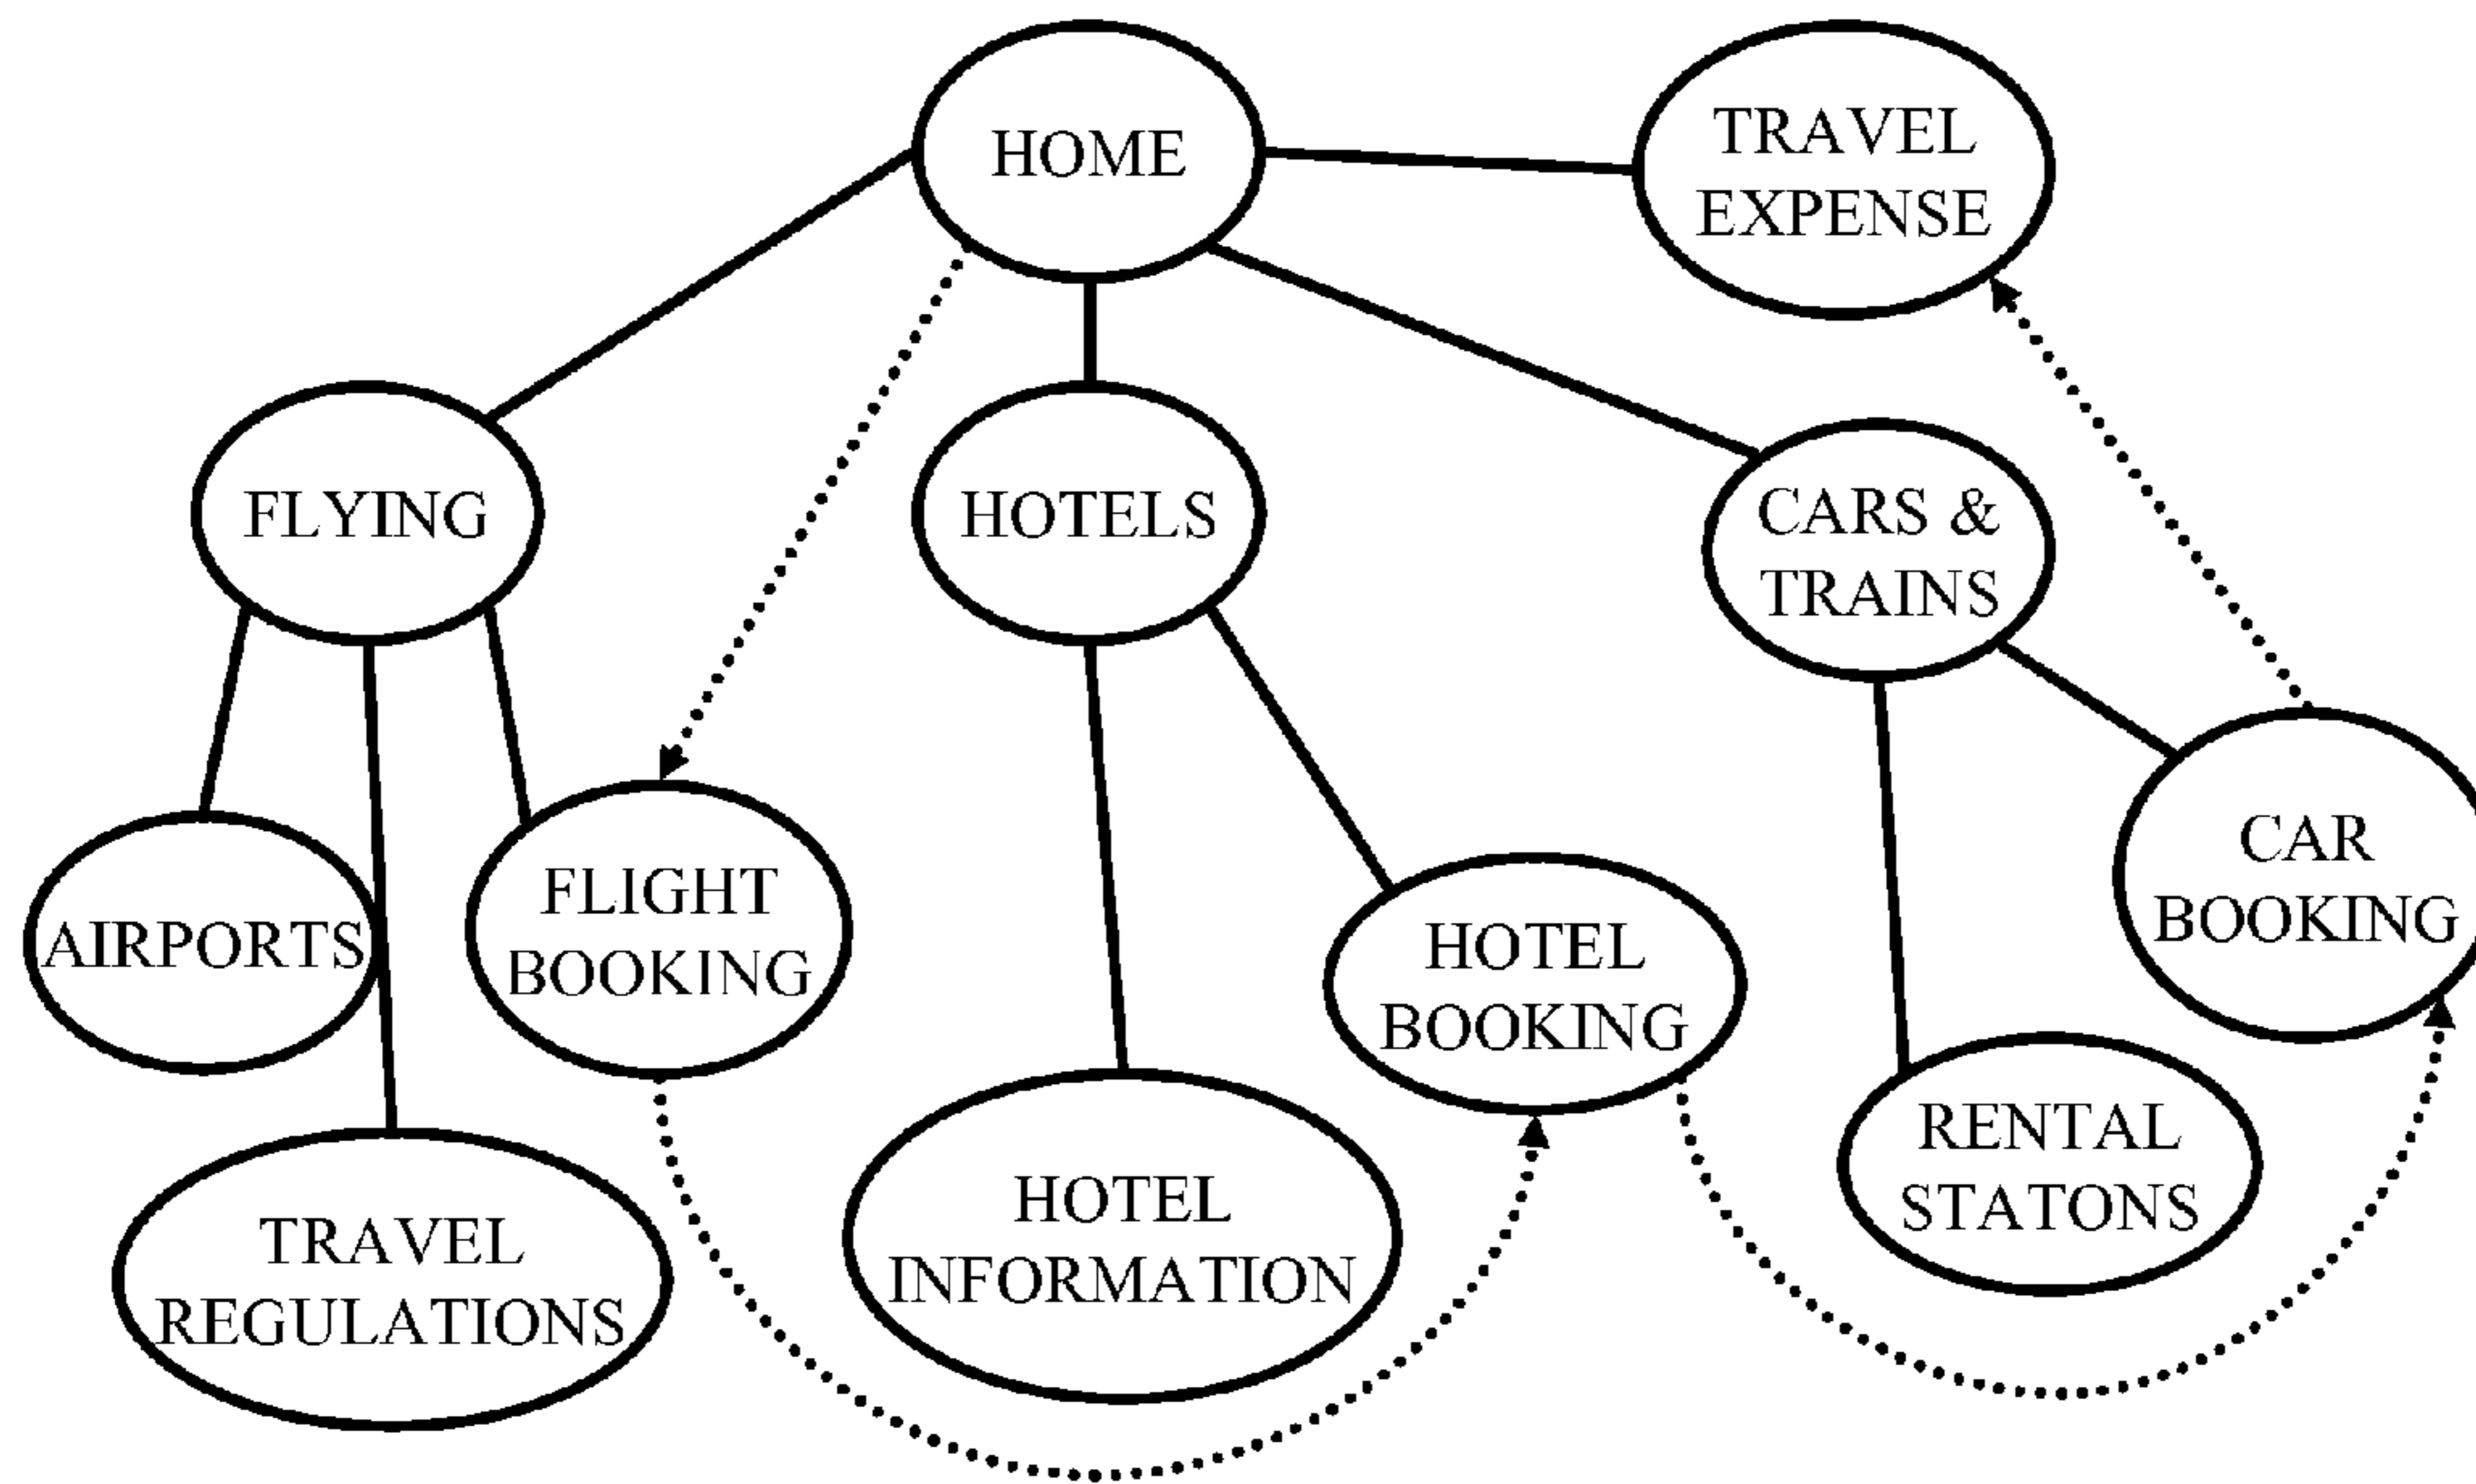 HOME
TRAVEL
EXPENSE
FLYING
HOTELS
CARS &
TRAINS
AIRPORTS
FLIGHT
BOOKING
HOTEL
BOOKING
CAR
BOOKING
TRAVEL
REGULATIONS
HOTEL
INFORMATION
RENTAL
STATONS